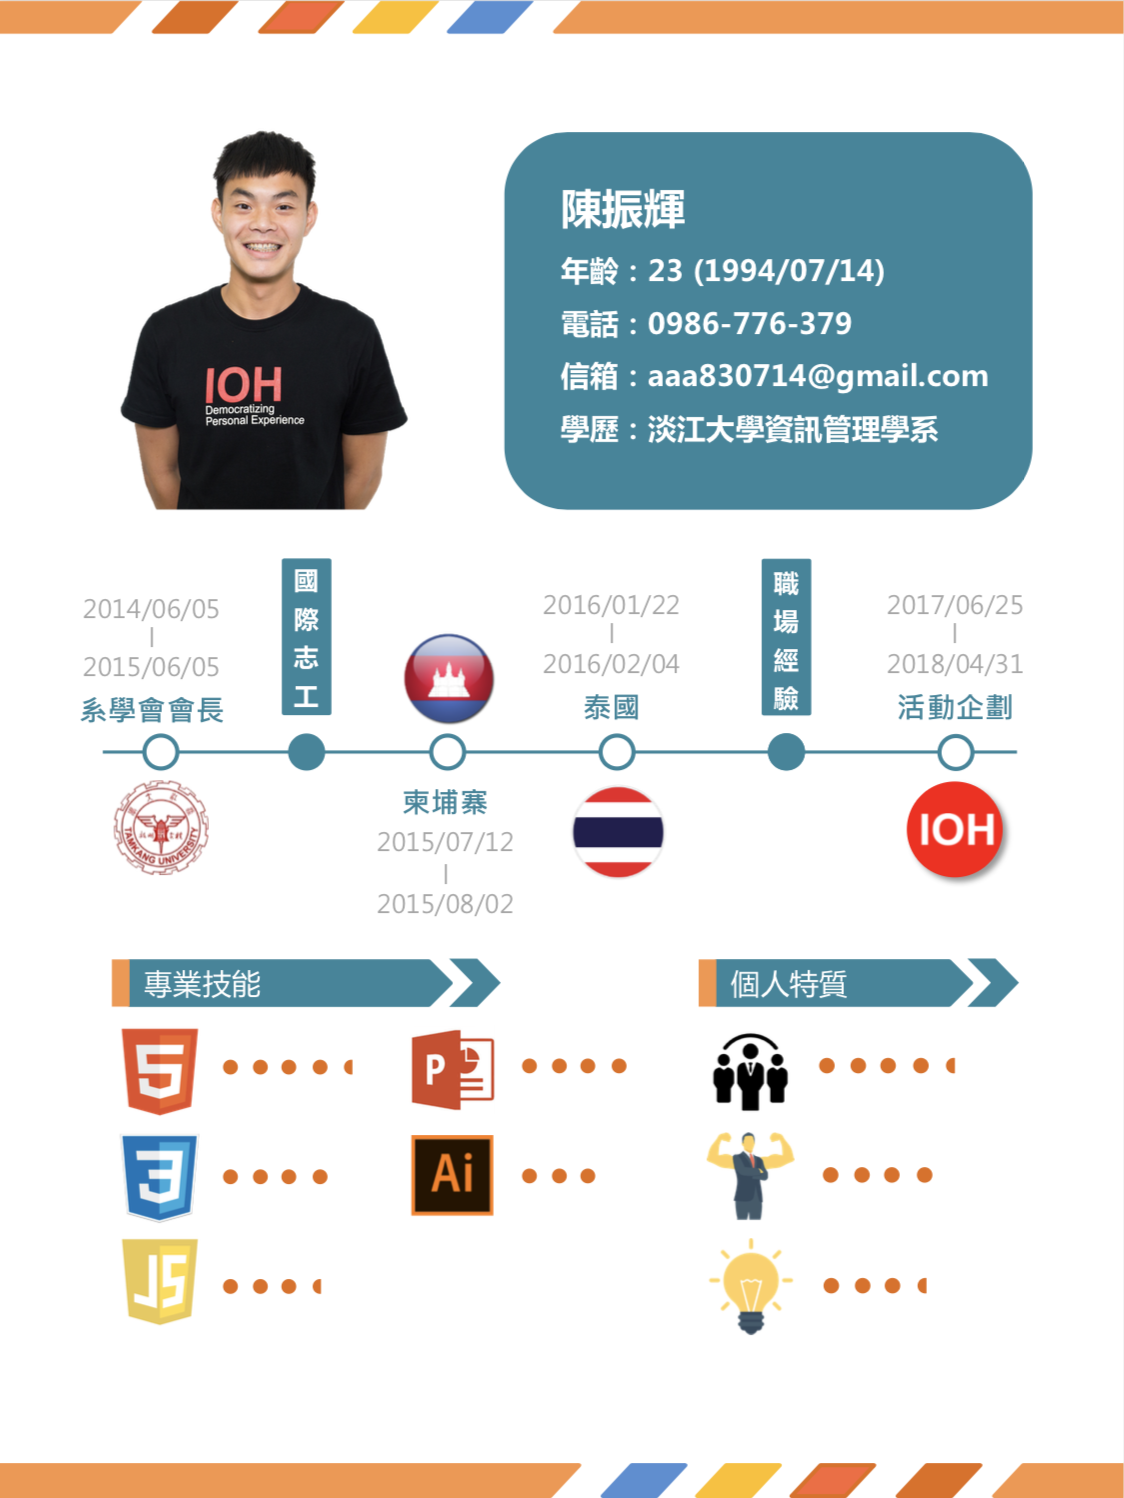 陳振輝
年齡：23 (1994/07/14)
電話：0986-776-379
信箱：aaa830714@gmail.com
學歷：淡江大學資訊管理學系
IOH
Democratizing
Personal Experience
2014/06/05
|
2015/06/05
系學會會長
TAMKANG UNIVERSITY
國際志工
柬埔寨
2015/07/12
|
2015/08/02
2016/01/22
|
2016/02/04
泰國
職場經驗
2017/06/25
|
2018/04/31
活動企劃
IOH
專業技能
5
P
3
Ai
JS
個人特質